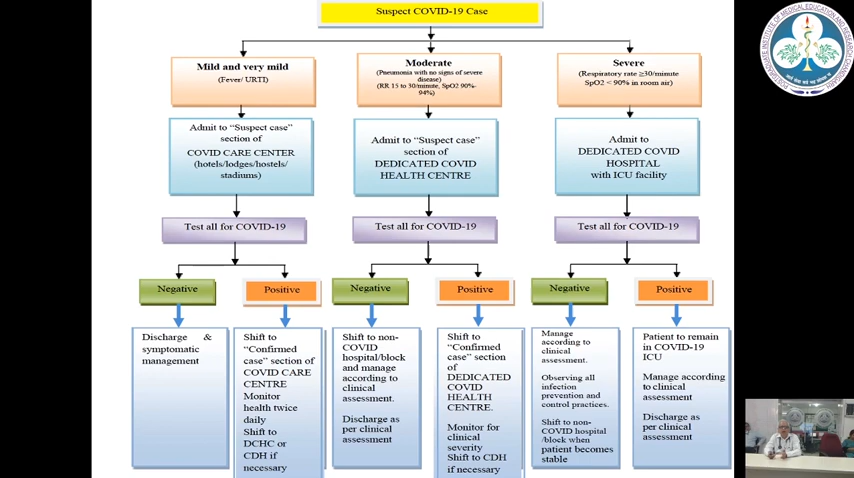 Suspect COVID-19 Case
Mild and very mild
(Fever/ URTI)
Moderate
(Pneumonia with no signs of severe
disease)
(RR 15 to 30/minute, SpO2 90%-
94%)
Severe
(Respiratory rate ≥30/minute
SpO2 < 90% in room air)
Admit to "Suspect case"
section of
COVID CARE CENTER
(hotels/lodges/hostels/
stadiums)
Admit to "Suspect case"
section of
DEDICATED COVID
HEALTH CENTRE
Admit to
DEDICATED COVID
HOSPITAL
with ICU facility
Test all for COVID-19
Test all for COVID-19
Test all for COVID-19
Negative
Positive
Negative
Positive
Negative
Positive
Discharge &
symptomatic
management
Shift to
"Confirmed
case" section of
COVID CARE
CENTRE
Monitor
health twice
daily
Shift to
DCHC or
CDH if
necessary
Shift to non-
COVID
hospital/block
and manage
according to
clinical
assessment.
Discharge as
per clinical
assessment
Shift to
"Confirmed
case" section
of
DEDICATED
COVID
HEALTH
CENTRE.
Monitor for
clinical
severity
Shift to CDH
if necessary
Manage
according to
clinical
assessment.
Observing all
infection
prevention and
control practices.
Shift to non-
COVID hospital
/block when
patient becomes
stable
Patient to remain
in COVID-19
ICU
Manage according
to clinical
assessment
Discharge as
per clinical
assessment
POSTGRADUATE INSTITUTE OF MEDICAL EDUCATION AND RESEARCH CHANDIGARH